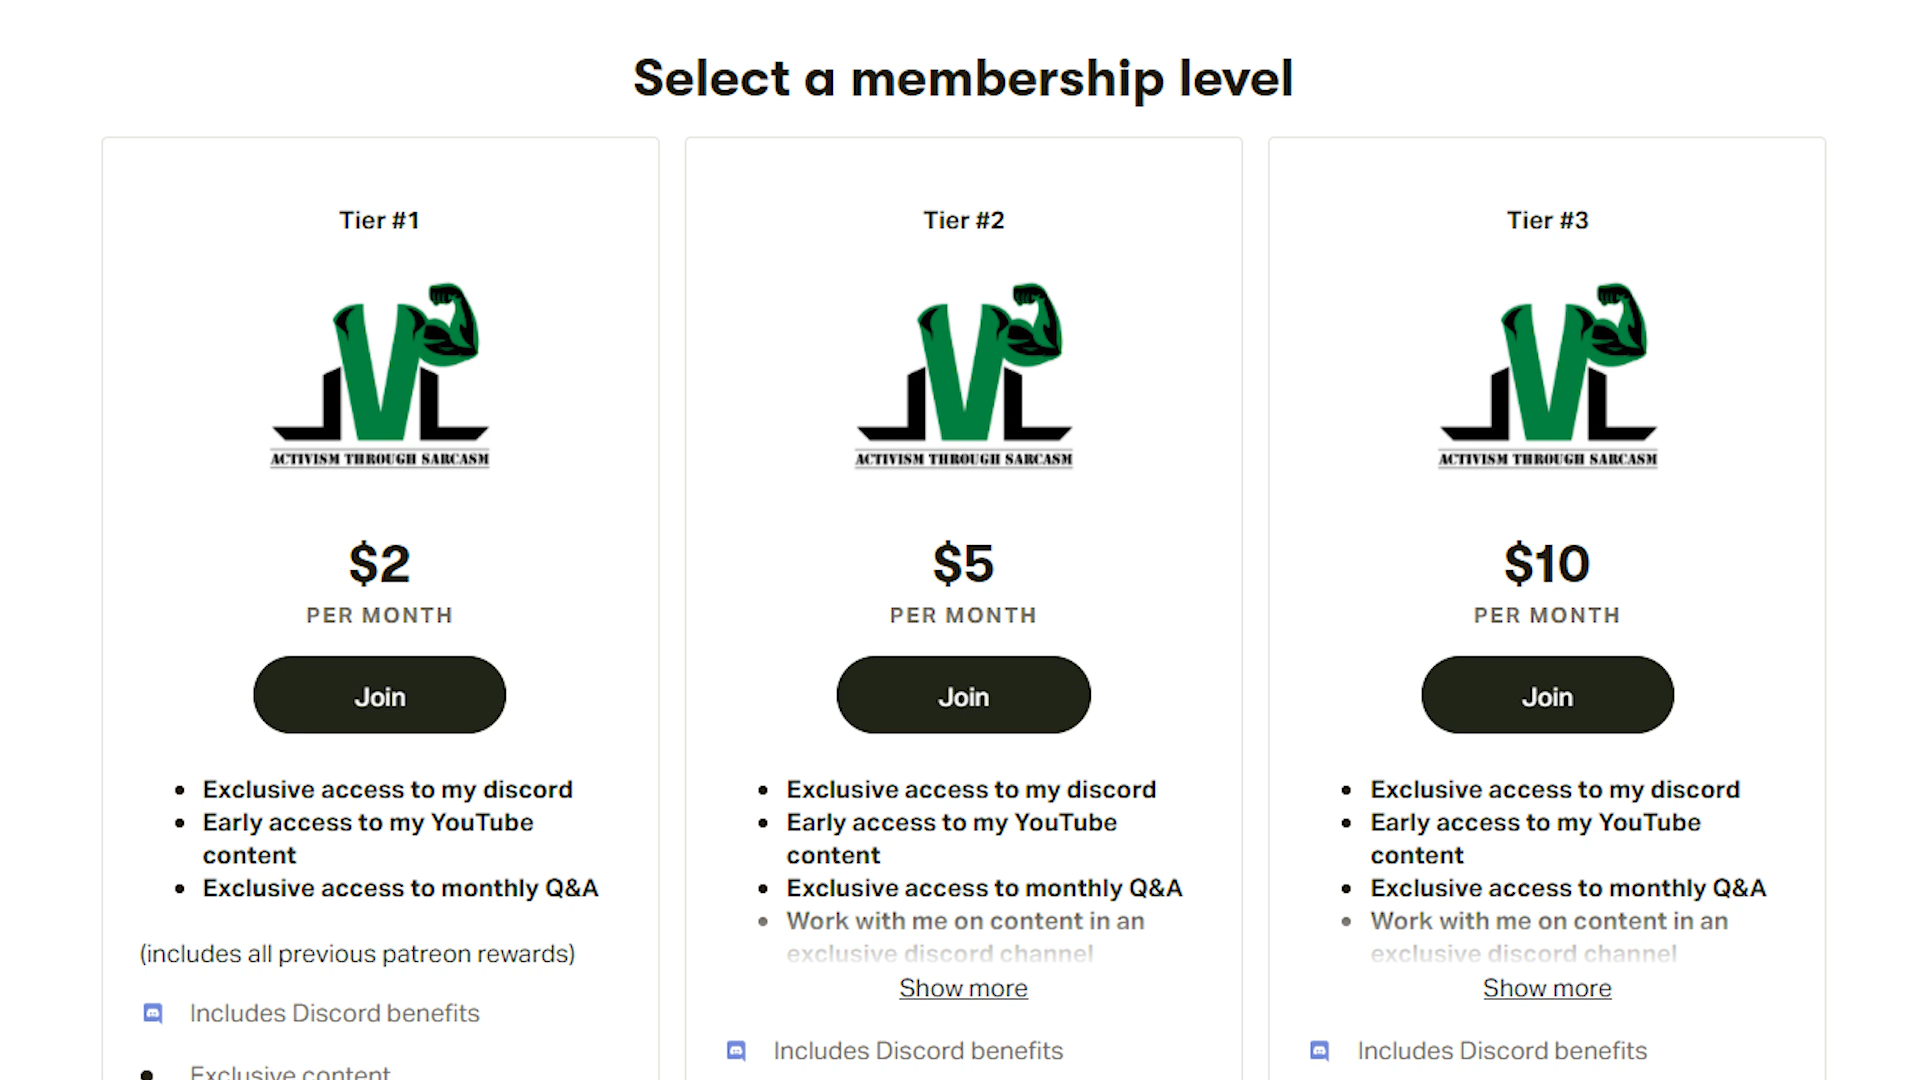 Select a membership level
Tier #1
JVL
ACTIVISM THROUGH SARCASM
$2
PER MONTH
Join
Exclusive access to my discord
Early access to my YouTube
content
Exclusive access to monthly Q&A
(includes all previous patreon rewards)
Includes Discord benefits
Exclusive content
Tier #2
JVL
ACTIVISM THROUGH SARCASM
$5
PER MONTH
Join
Exclusive access to my discord
Early access to my YouTube
content
Exclusive access to monthly Q&A
Work with me on content in an
exclusive discord channel
Show more
Includes Discord benefits
Tier #3
JVL
ACTIVISM THROUGH SARCASM
$10
PER MONTH
Join
Exclusive access to my discord
Early access to my YouTube
content
Exclusive access to monthly Q&A
Work with me on content in an
exclusive discord channel
Show more
Includes Discord benefits